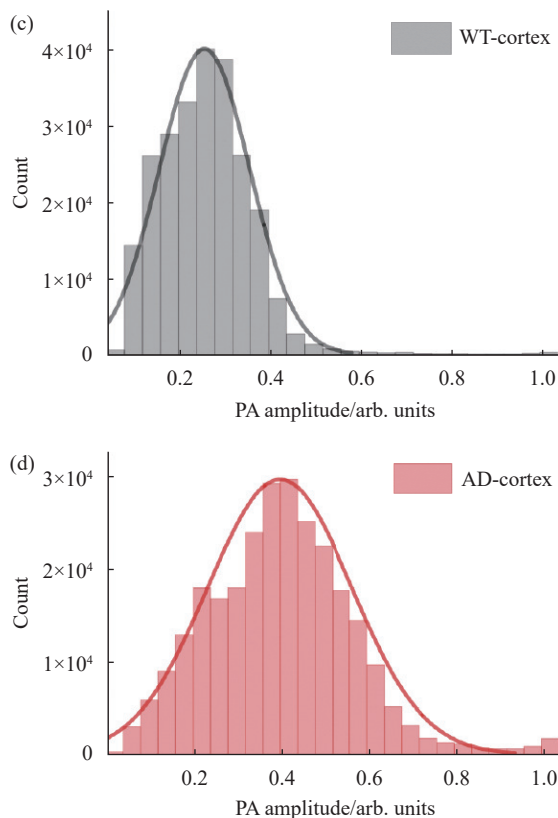 (c)
WT-cortex
4×10⁴
3×10⁴
2×10⁴
1×10⁴
0
Count
0.2 0.4 0.6 0.8 1.0
PA amplitude/arb. units
(d)
AD-cortex
3×10⁴
2×10⁴
1×10⁴
0
Count
0.2 0.4 0.6 0.8 1.0
PA amplitude/arb. units